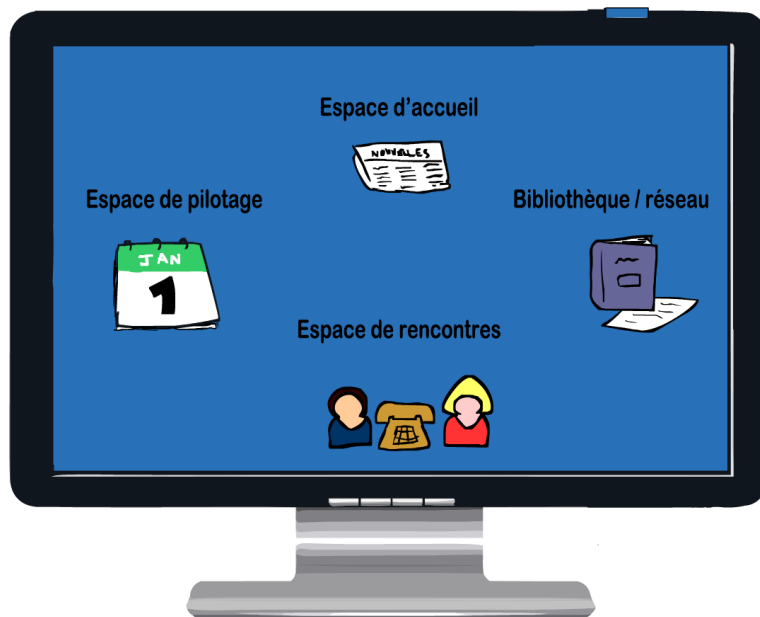 Espace d'accueil
NOUVELLES
Espace de pilotage
Bibliothèque / réseau
JAN
1
Espace de rencontres